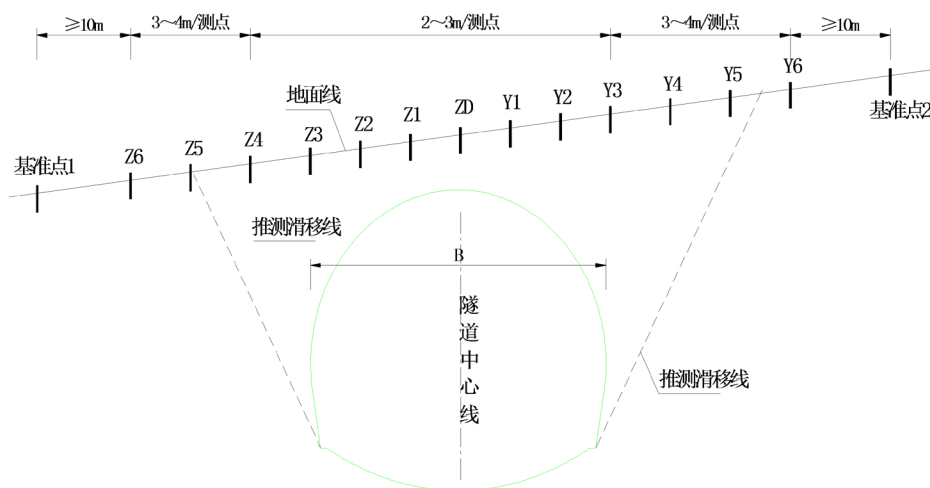 ≥10m
3～4m/测点
2～3m/测点
3～4m/测点
≥10m
基准点1
Z6
Z5
Z4
Z3
Z2
Z1
ZD
Y1
Y2
Y3
Y4
Y5
Y6
基准点2
地面线
推测滑移线
B
隧道中心线
推测滑移线